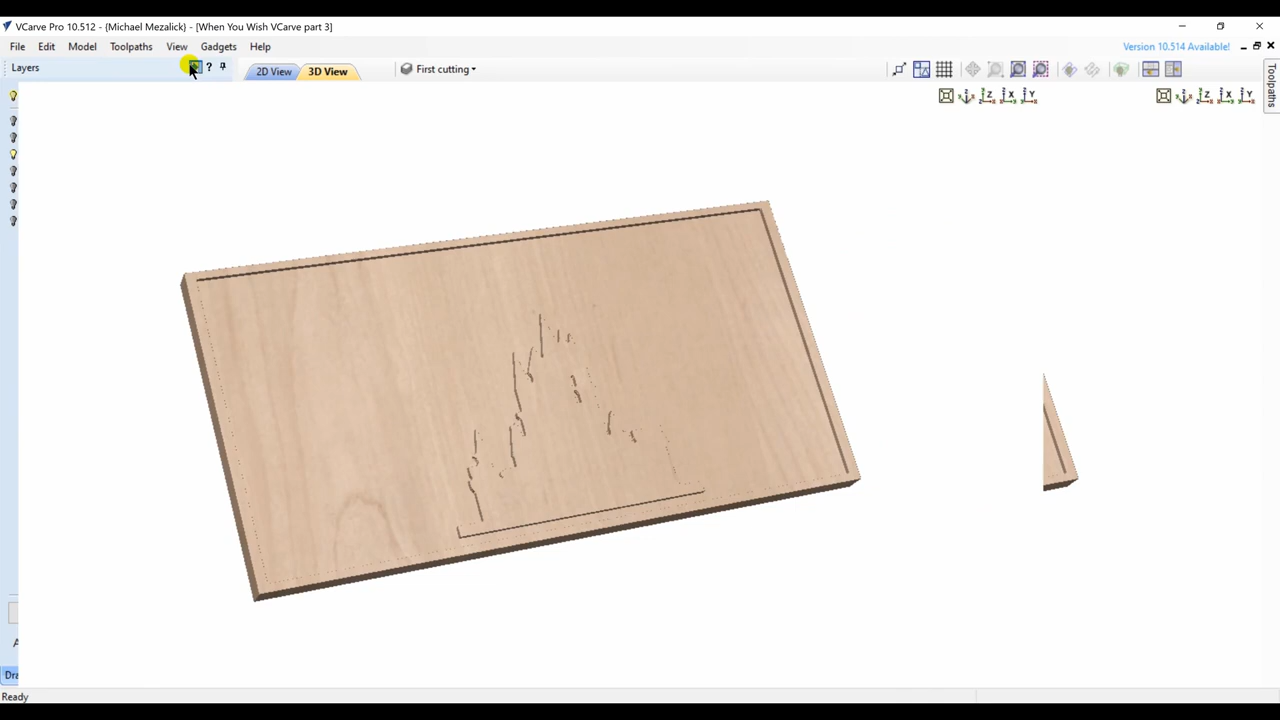 VCarve Pro 10.512 - (Michael Mezalick) - [When You Wish VCarve part 3]
File Edit Model Toolpaths View Gadgets Help
Version 10.514 Available!
Layers
2D View 3D View First cutting
Toolpaths
Z X Y Z X Y
Dra
Ready